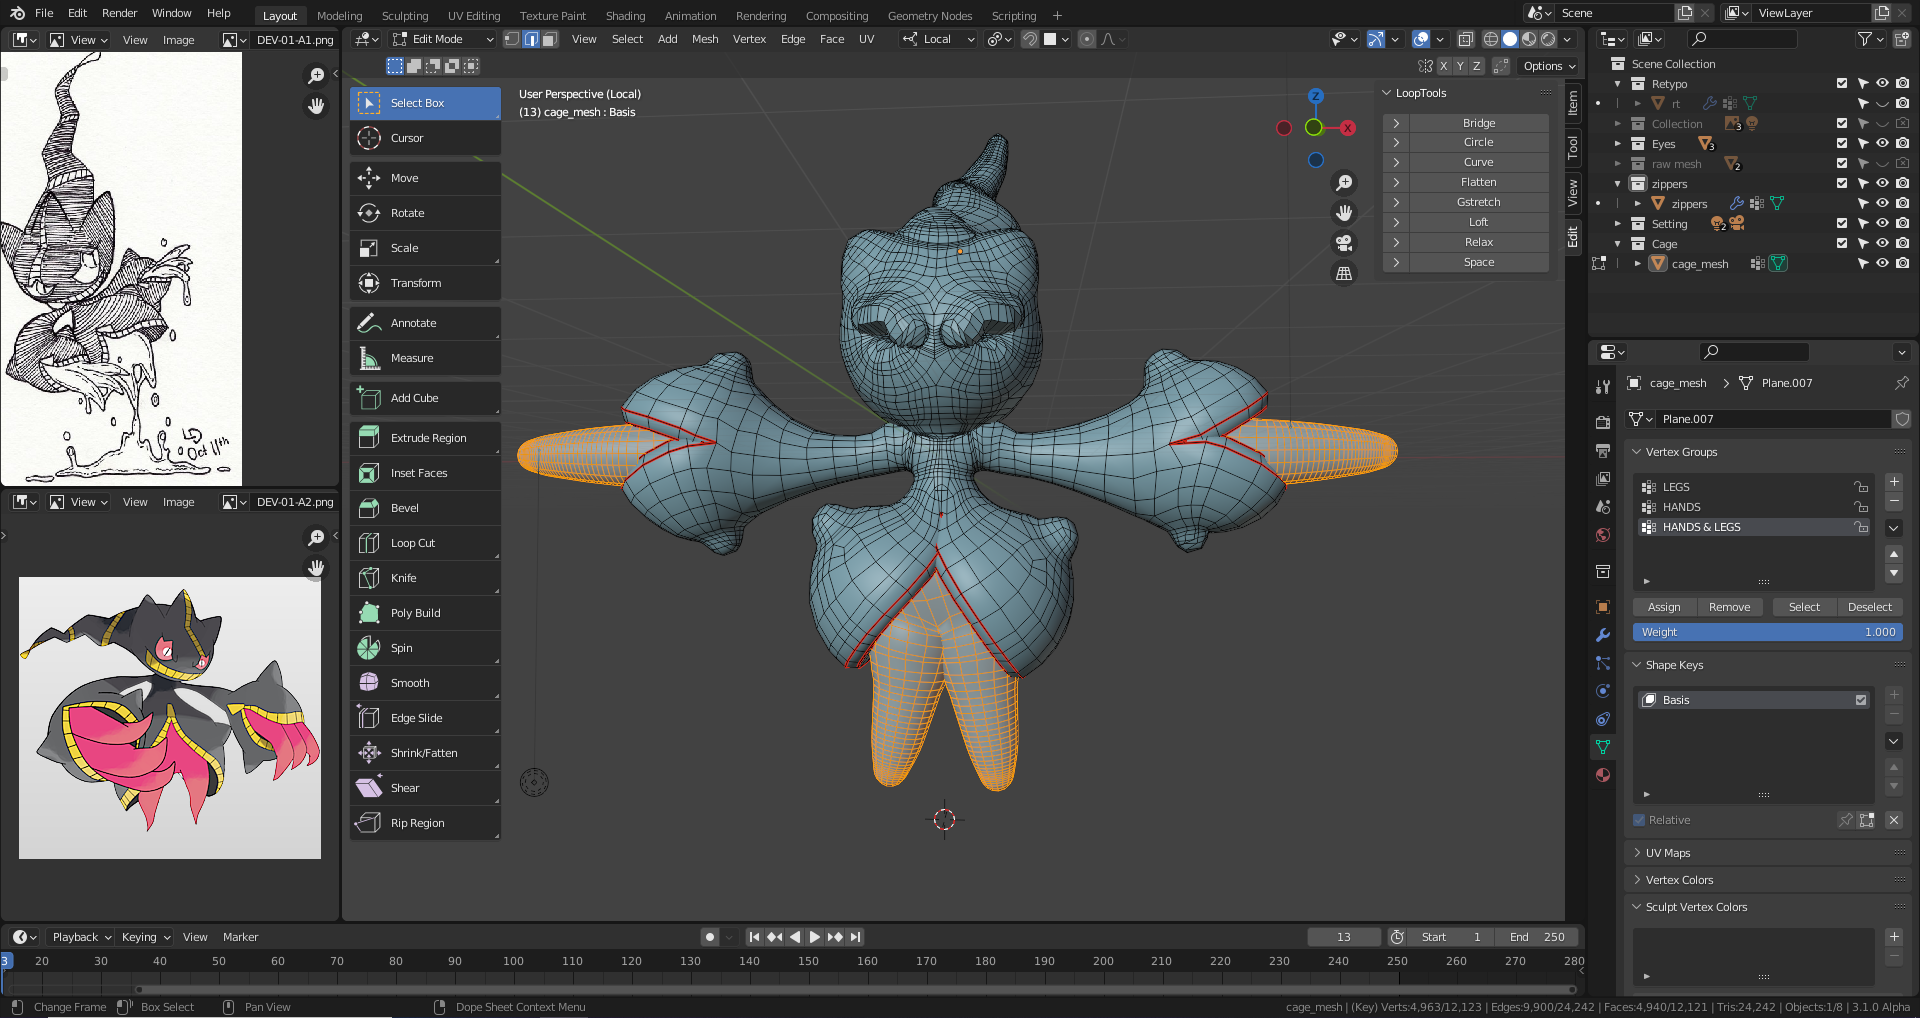 File Edit Render Window Help
Layout Modeling Sculpting UV Editing Texture Paint Shading Animation Rendering Compositing Geometry Nodes Scripting +
Scene
ViewLayer
View View Image DEV-01-A1.png
Edit Mode View Select Add Mesh Vertex Edge Face UV Local
X Y Z Options
Select Box
Cursor
Move
Rotate
Scale
Transform
Annotate
Measure
Add Cube
Extrude Region
Inset Faces
Bevel
Loop Cut
Knife
Poly Build
Spin
Smooth
Edge Slide
Shrink/Fatten
Shear
Rip Region
User Perspective (Local)
(13) cage_mesh : Basis
Z
X
LoopTools
Bridge
Circle
Curve
Flatten
Gstretch
Loft
Relax
Space
Item
Tool
View
Edit
Oct 11th
View View Image DEV-01-A2.png
Scene Collection
Retypo
rt
Collection 3
Eyes 3
raw mesh 2
zippers
zippers
Setting 2
Cage
cage_mesh
cage_mesh > Plane.007
Plane.007
Vertex Groups
LEGS
HANDS
HANDS & LEGS
Assign Remove Select Deselect
Weight 1.000
Shape Keys
Basis
Relative
UV Maps
Vertex Colors
Sculpt Vertex Colors
Playback Keying View Marker
13 Start 1 End 250
3 20 30 40 50 60 70 80 90 100 110 120 130 140 150 160 170 180 190 200 210 220 230 240 250 260 270 280
Change Frame Box Select Pan View Dope Sheet Context Menu
cage_mesh | (Key) Verts:4,963/12,123 | Edges:9,900/24,242 | Faces:4,940/12,121 | Tris:24,242 | Objects:1/8 | 3.1.0 Alpha